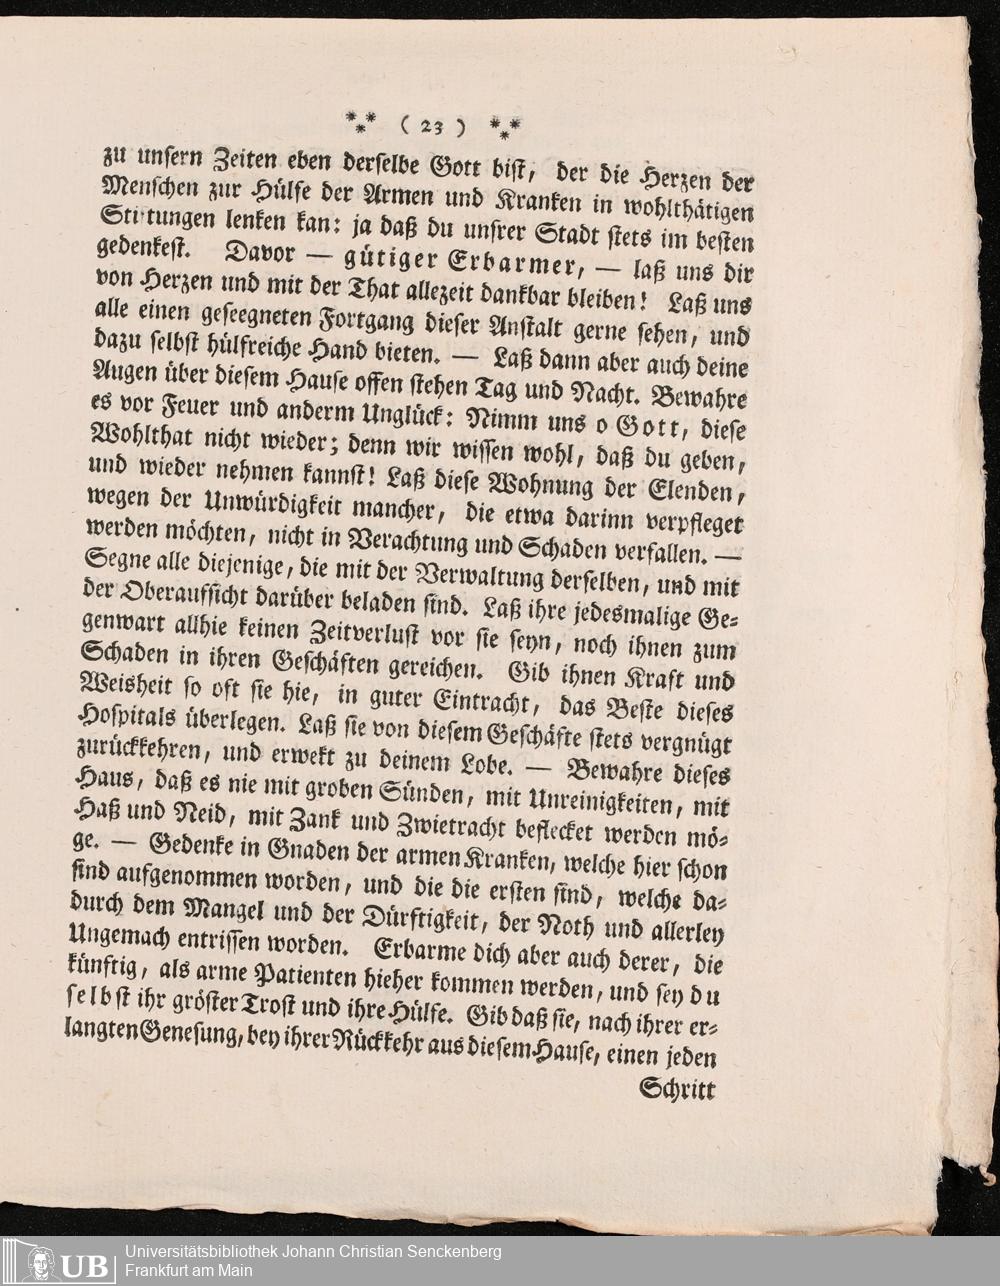 *** ( 23 ) ***
zu unsern Zeiten eben derselbe Gott bist, der die Herzen der
Menschen zur Hülfe der Armen und Kranken in wohlthätigen
Sti tungen lenken kan: ja daß du unsrer Stadt stets im besten
gedenkest. Davor — gütiger Erbarmer, — laß uns dir
von Herzen und mit der That allezeit dankbar bleiben! Laß uns
alle einen geseegneten Fortgang dieser Anstalt gerne sehen, und
dazu selbst hülfreiche Hand bieten. — Laß dann aber auch deine
Augen über diesem Hause offen stehen Tag und Nacht. Bewahre
es vor Feuer und anderm Unglück: Nimm uns o Gott, diese
Wohlthat nicht wieder; denn wir wissen wohl, daß du geben,
und wieder nehmen kannst! Laß diese Wohnung der Elenden,
wegen der Unwürdigkeit mancher, die etwa darinn verpfleget
werden möchten, nicht in Verachtung und Schaden verfallen. —
Segne alle diejenige, die mit der Verwaltung derselben, und mit
der Oberaufsicht darüber beladen sind. Laß ihre jedesmalige Ge-
genwart allhie keinen Zeitverlust vor sie seyn, noch ihnen zum
Schaden in ihren Geschäften gereichen. Gib ihnen Kraft und
Weisheit so oft sie hie, in guter Eintracht, das Beste dieses
Hospitals überlegen. Laß sie von diesem Geschäfte stets vergnügt
zurückkehren, und erwekt zu deinem Lobe. — Bewahre dieses
Haus, daß es nie mit groben Sünden, mit Unreinigkeiten, mit
Haß und Neid, mit Zank und Zwietracht beflecket werden mö-
ge. — Gedenke in Gnaden der armen Kranken, welche hier schon
sind aufgenommen worden, und die die ersten sind, welche da-
durch dem Mangel und der Dürftigkeit, der Noth und allerley
Ungemach entrissen worden. Erbarme dich aber auch derer, die
künftig, als arme Patienten hieher kommen werden, und sey du
selbst ihr gröster Trost und ihre Hülfe. Gib daß sie, nach ihrer er-
langten Genesung, bey ihrer Rückkehr aus diesem Hause, einen jeden
Schritt
UB
Universitätsbibliothek Johann Christian Senckenberg
Frankfurt am Main